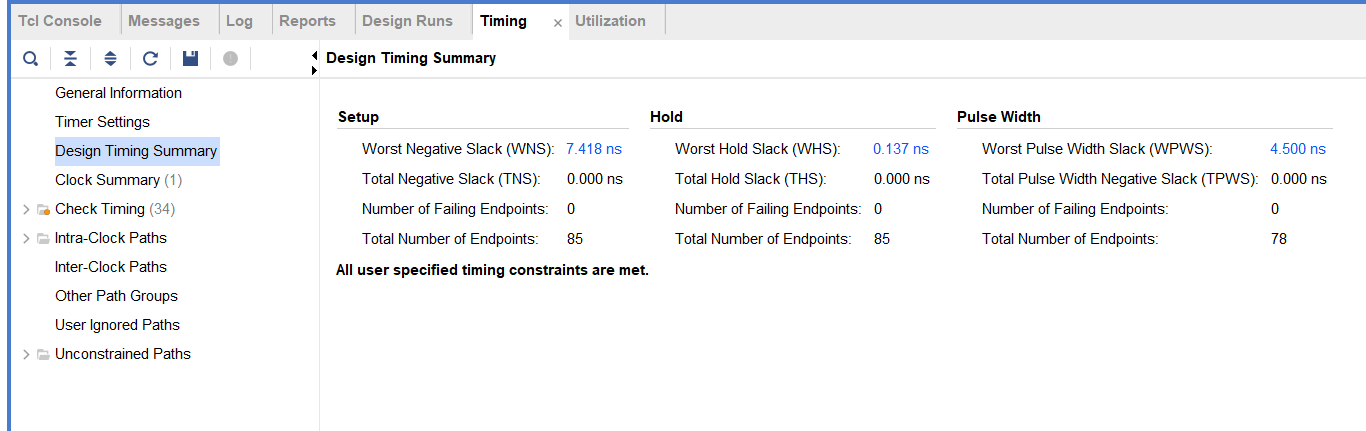 Tcl Console Messages Log Reports Design Runs Timing × Utilization
Design Timing Summary
General Information
Timer Settings
Design Timing Summary
Clock Summary (1)
Check Timing (34)
Intra-Clock Paths
Inter-Clock Paths
Other Path Groups
User Ignored Paths
Unconstrained Paths
Setup Hold Pulse Width
Worst Negative Slack (WNS): 7.418 ns Worst Hold Slack (WHS): 0.137 ns Worst Pulse Width Slack (WPWS): 4.500 ns
Total Negative Slack (TNS): 0.000 ns Total Hold Slack (THS): 0.000 ns Total Pulse Width Negative Slack (TPWS): 0.000 ns
Number of Failing Endpoints: 0 Number of Failing Endpoints: 0 Number of Failing Endpoints: 0
Total Number of Endpoints: 85 Total Number of Endpoints: 85 Total Number of Endpoints: 78
All user specified timing constraints are met.